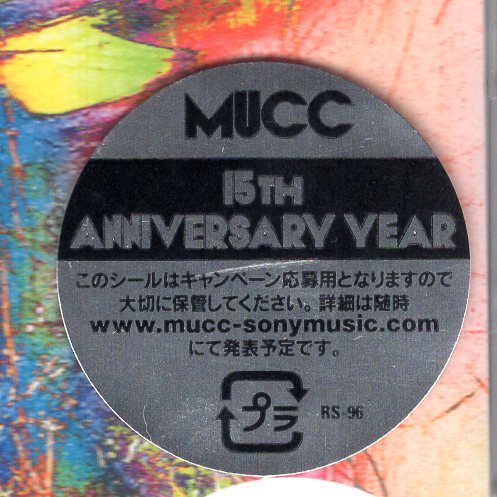 MUCC
15TH
ANNIVERSARY YEAR
このシールはキャンペーン応募用となりますので
大切に保管してください。詳細は随時
www.mucc-sonymusic.com
にて発表予定です。
プラ
RS-96